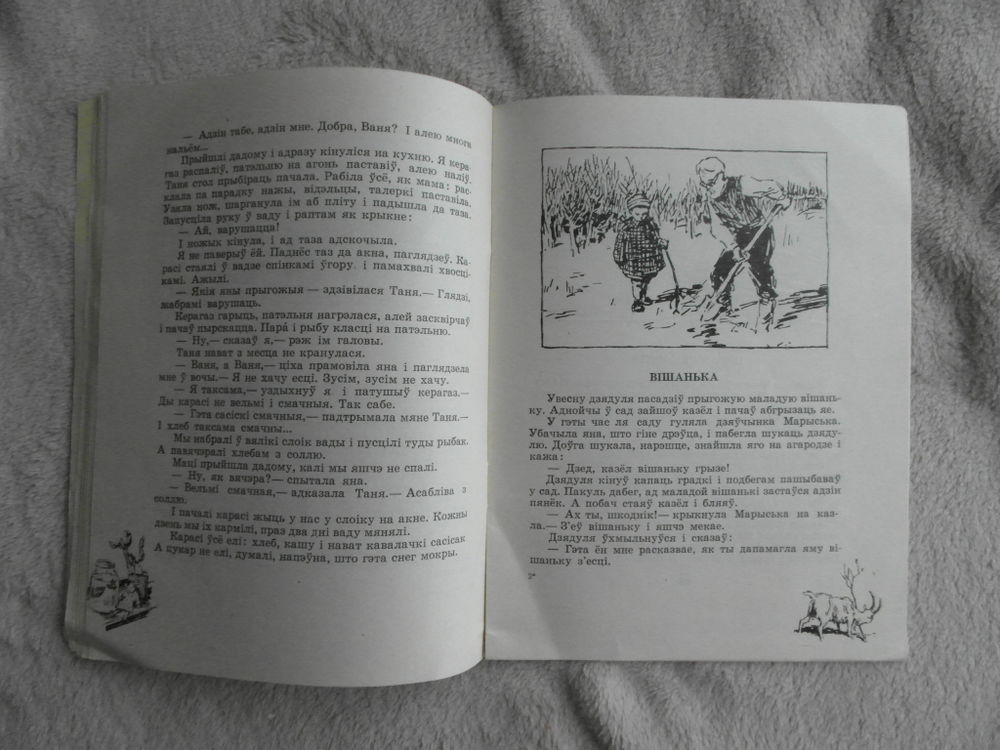 — Адзін табе, адзін мне. Добра, Ваня? І алею многа
нальём...
Прыйшлі дадому і адразу кінуліся на кухню. Я кера-
газ распаліў, патэльню на агонь паставіў, алею наліў.
Таня стол прыбіраць пачала. Рабіла ўсё, як мама: рас-
клала па парадку нажы, відэльцы, талеркі паставіла.
Узяла нож, шарганула ім аб пліту і падышла да таза.
Запусціла руку ў ваду і раптам як крыкне:
— Ай, варушацца!
І ножык кінула, і ад таза адскочыла.
Я не паверыў ёй. Паднёс таз да акна, паглядзеў. Ка-
расі стаялі ў вадзе спінкамі ўгору і памахвалі хвосці-
камі. Ажылі.
— Якія яны прыгожыя — здзівілася Таня.— Глядзі,
жабрамі варушаць.
Керагаз гарыць, патэльня нагрэлася, алей засквірчаў
і пачаў пырскацца. Пара́ і рыбу класці на патэльню.
— Ну,— сказаў я,— рэж ім галовы.
Таня нават з месца не кранулася.
— Ваня, а Ваня,— ціха прамовіла яна і паглядзела
мне ў вочы.— Я не хачу есці. Зусім, зусім не хачу.
— Я таксама,— уздыхнуў я і патушыў керагаз.—
Ды карасі не вельмі і смачныя. Так сабе.
— Гэта сасіскі смачныя,— падтрымала мяне Таня.—
І хлеб таксама смачны...
Мы набралі ў вялікі слоік вады і пусцілі туды рыбак.
А павячэралі хлебам з соллю.
Маці прыйшла дадому, калі мы яшчэ не спалі.
— Ну, як вячэра?— спытала яна.
— Вельмі смачная,— адказала Таня.— Асабліва з
соллю.
І пачалі карасі жыць у нас у слоіку на акне. Кожны
дзень мы іх кармілі, праз два дні ваду мянялі.
Карасі ўсё елі: хлеб, кашу і нават кавалачкі сасісак
А цукар не елі, думалі, напэўна, што гэта снег мокры.
ВІШАНЬКА
Увесну дзядуля пасадзіў прыгожую маладую вішань-
ку. Аднойчы ў сад зайшоў казёл і пачаў абгрызаць яе.
У гэты час ля саду гуляла дзяўчынка Марыська.
Убачыла яна, што гіне дрэўца, і пабегла шукаць дзяду-
лю. Доўга шукала, нарэшце, знайшла яго на агародзе і
кажа:
— Дзед, казёл вішаньку грызе!
Дзядуля кінуў капаць градкі і подбегам пашыбаваў
у сад. Пакуль дабег, ад маладой вішанькі застаўся адзін
пянёк. А побач стаяў казёл і бляяў.
— Ах ты, шкоднік!— крыкнула Марыська на каз-
ла.— З'еў вішаньку і яшчэ мекае.
Дзядуля ўхмыльнуўся і сказаў:
— Гэта ён мне расказвае, як ты дапамагла яму ві-
шаньку з'есці.
2*